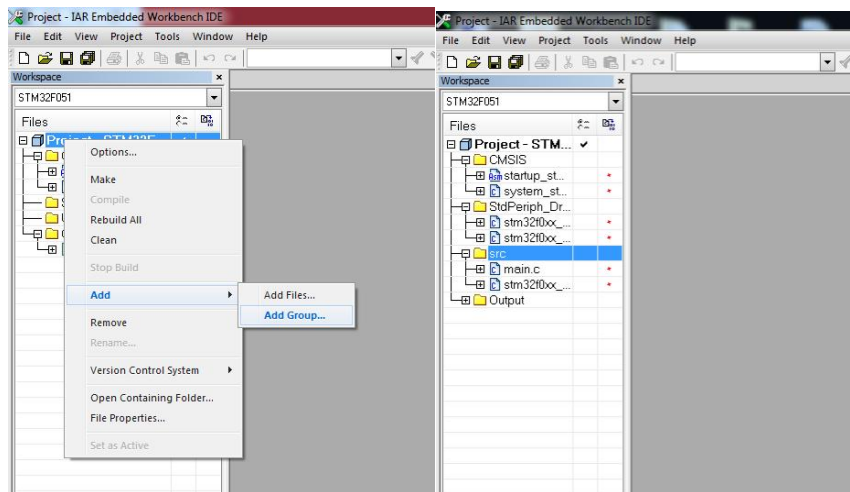 Project - IAR Embedded Workbench IDE
File Edit View Project Tools Window Help
Workspace
STM32F051
Files
Options...
Make
Compile
Rebuild All
Clean
Stop Build
Add
Add Files...
Add Group...
Remove
Rename...
Version Control System
Open Containing Folder...
File Properties...
Set as Active
Project - IAR Embedded Workbench IDE
File Edit View Project Tools Window Help
Workspace
STM32F051
Files
Project - STM...
CMSIS
startup_st...
system_st...
StdPeriph_Dr...
stm32f0xx_...
stm32f0xx_...
src
main.c
stm32f0xx_...
Output